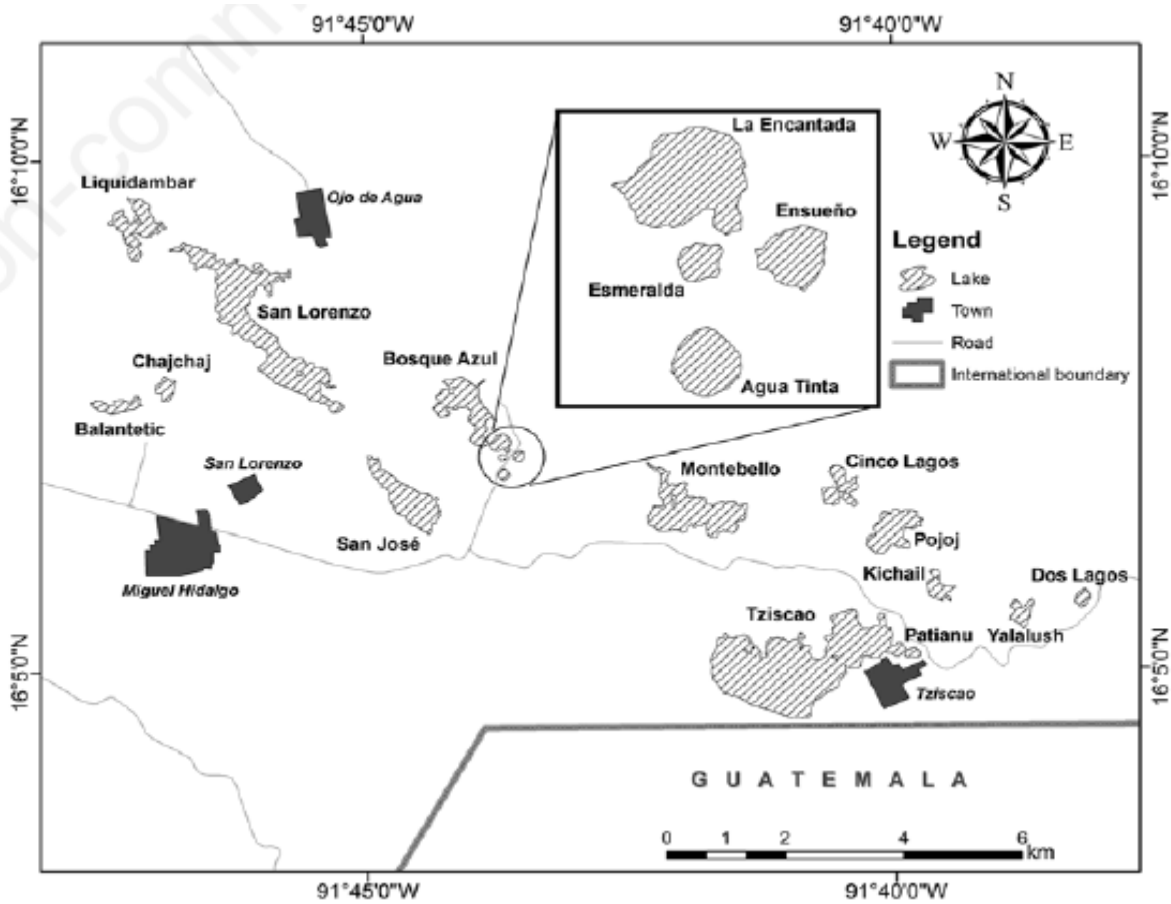 91°45'0"W
91°40'0"W
16°10'0"N
16°10'0"N
N
W
E
S
La Encantada
Ensueño
Esmeralda
Agua Tinta
Legend
Lake
Town
Road
International boundary
Liquidambar
Ojo de Agua
San Lorenzo
Chajchaj
Bosque Azul
Balantetic
San Lorenzo
Montebello
Cinco Lagos
San José
Pojoj
Miguel Hidalgo
Kichail
Dos Lagos
Tziscao
Patianu
Yalalush
16°5'0"N
16°5'0"N
Tziscao
GUATEMALA
0 1 2 4 6
km
91°45'0"W
91°40'0"W